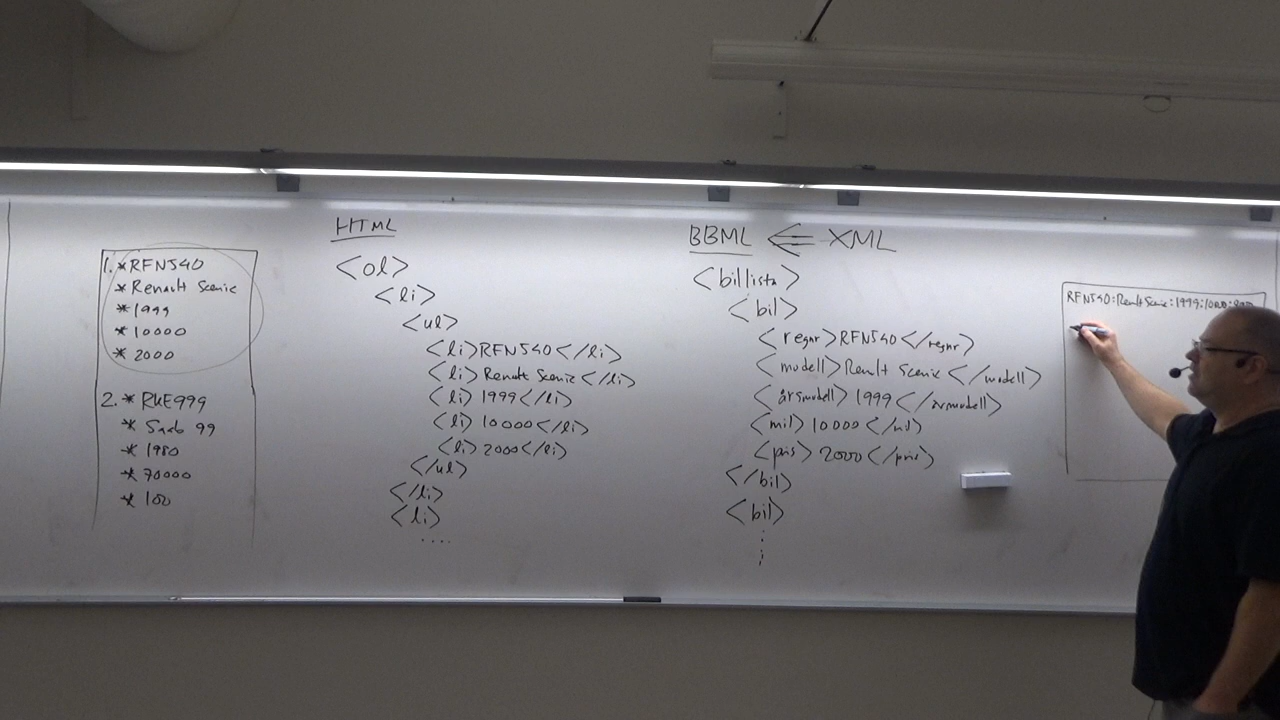 1. * RFN540
* Renault Scenic
* 1999
* 10000
* 2000
2. * RUE999
* Saab 99
* 1980
* 70000
* 100
HTML
<ol>
<li>
<ul>
<li>RFN540</li>
<li>Renault Scenic</li>
<li>1999</li>
<li>10000</li>
<li>2000</li>
</ul>
</li>
<li>
....
BBML <= XML
<billista>
<bil>
<regnr>RFN540</regnr>
<modell>Renault Scenic</modell>
<årsmodell>1999</årsmodell>
<mil>10000</mil>
<pris>2000</pris>
</bil>
<bil>
RFN540:Renault Scenic:1999: